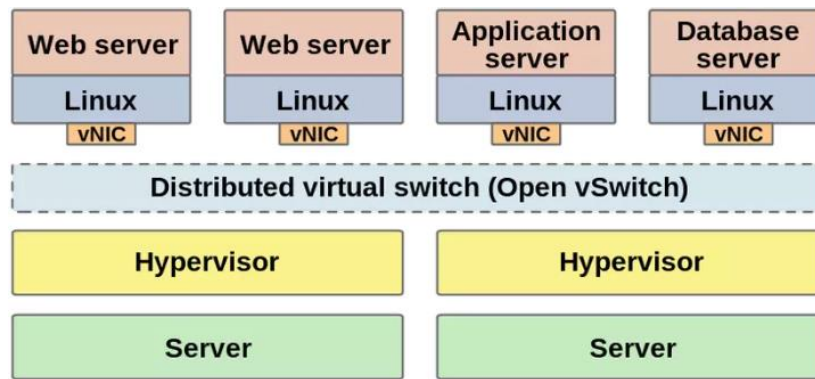 Web server
Web server
Application
server
Database
server
Linux
Linux
Linux
Linux
vNIC
vNIC
vNIC
vNIC
Distributed virtual switch (Open vSwitch)
Hypervisor
Hypervisor
Server
Server